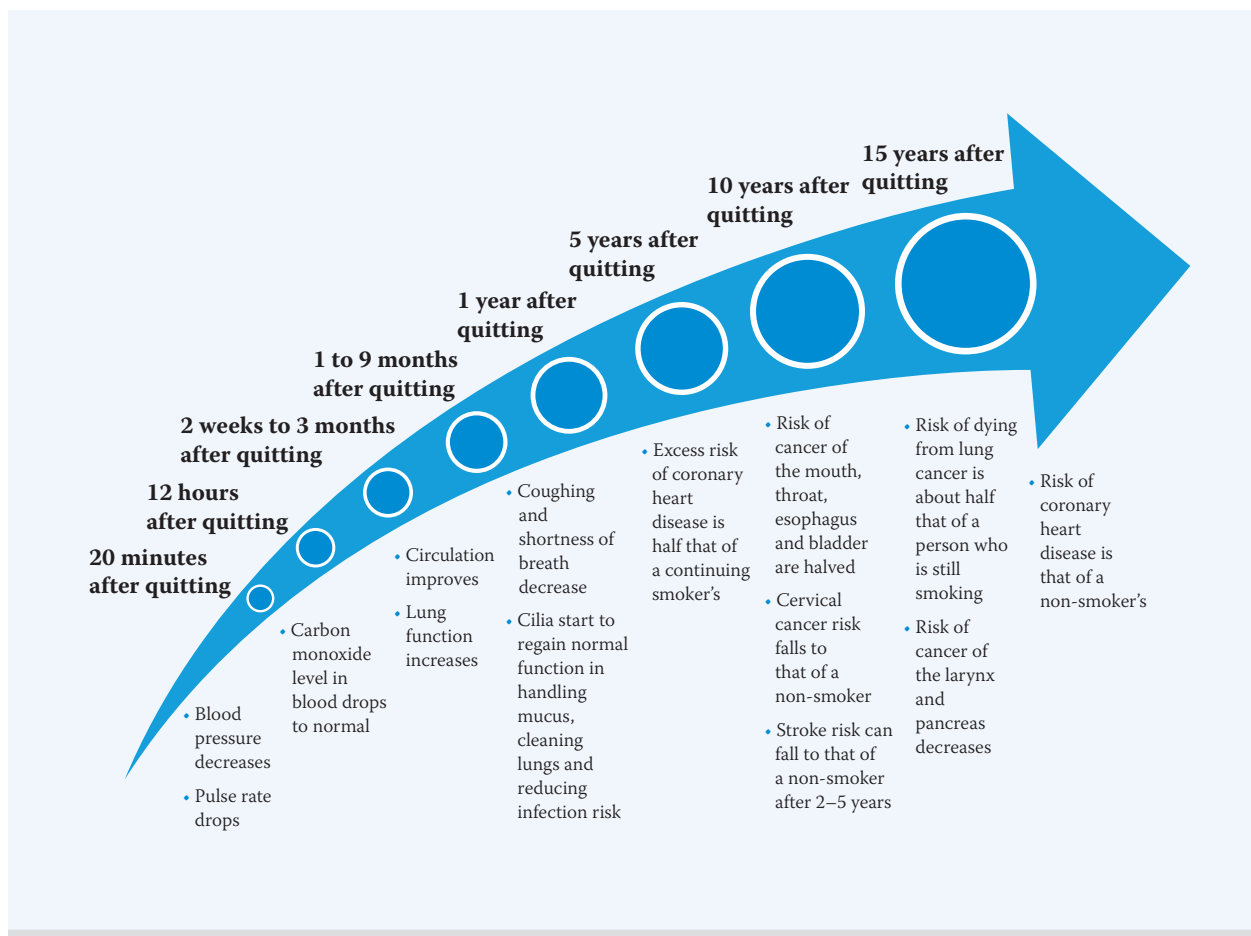 20 minutes
after quitting
12 hours
after quitting
2 weeks to 3 months
after quitting
1 to 9 months
after quitting
1 year after
quitting
5 years after
quitting
10 years after
quitting
15 years after
quitting
• Blood
pressure
decreases
• Pulse rate
drops
• Carbon
monoxide
level in
blood drops
to normal
• Circulation
improves
• Lung
function
increases
• Coughing
and
shortness of
breath
decrease
• Cilia start to
regain normal
function in
handling
mucus,
cleaning
lungs and
reducing
infection risk
• Excess risk
of coronary
heart
disease is
half that of
a continuing
smoker’s
• Risk of
cancer of
the mouth,
throat,
esophagus
and bladder
are halved
• Cervical
cancer risk
falls to
that of a
non-smoker
• Stroke risk can
fall to that of
a non-smoker
after 2–5 years
• Risk of dying
from lung
cancer is
about half
that of a
person who
is still
smoking
• Risk of
cancer of
the larynx
and
pancreas
decreases
• Risk of
coronary
heart
disease is
that of a
non-smoker’s